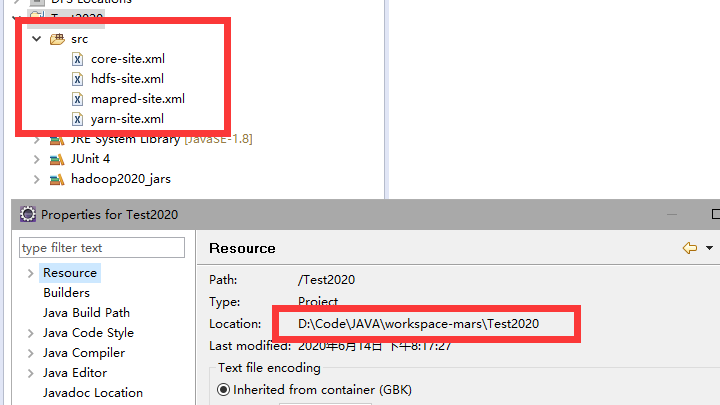 DFS Locations
Test2020
src
core-site.xml
hdfs-site.xml
mapred-site.xml
yarn-site.xml
JRE System Library [JavaSE-1.8]
JUnit 4
hadoop2020_jars
Properties for Test2020
type filter text
Resource
Builders
Java Build Path
Java Code Style
Java Compiler
Java Editor
Javadoc Location
Resource
Path: /Test2020
Type: Project
Location: D:\Code\JAVA\workspace-mars\Test2020
Last modified: 2020年6月14日 下午8:17:27
Text file encoding
Inherited from container (GBK)